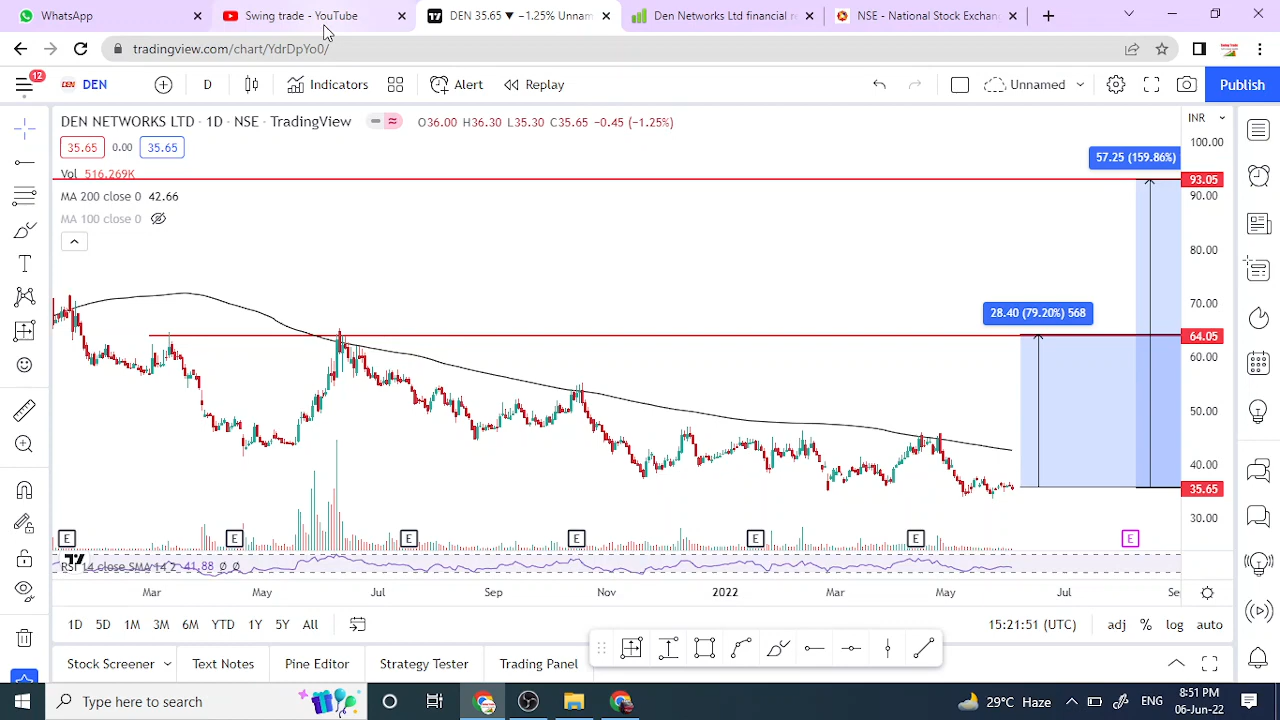 WhatsApp
Swing trade - YouTube
DEN 35.65 ▼ −1.25% Unnam
Den Networks Ltd financial re
NSE - National Stock Exchan
tradingview.com/chart/YdrDpYo0/
12
DEN
D
Indicators
Alert
Replay
Unnamed
Publish
DEN NETWORKS LTD · 1D · NSE · TradingView
O36.00 H36.30 L35.30 C35.65 −0.45 (−1.25%)
INR
100.00
35.65
0.00
35.65
57.25 (159.86%)
Vol 516.269K
93.05
MA 200 close 0 42.66
90.00
MA 100 close 0
80.00
70.00
28.40 (79.20%) 568
64.05
60.00
50.00
40.00
35.65
30.00
E
E
E
E
E
E
E
RSI 14 close SMA 14 2 41.88 Ø Ø
Mar
May
Jul
Sep
Nov
2022
Mar
May
Jul
1D 5D 1M 3M 6M YTD 1Y 5Y All
15:21:51 (UTC)
adj % log auto
Stock Screener
Text Notes
Pine Editor
Strategy Tester
Trading Panel
Type here to search
29°C Haze
ENG
8:51 PM
06-Jun-22